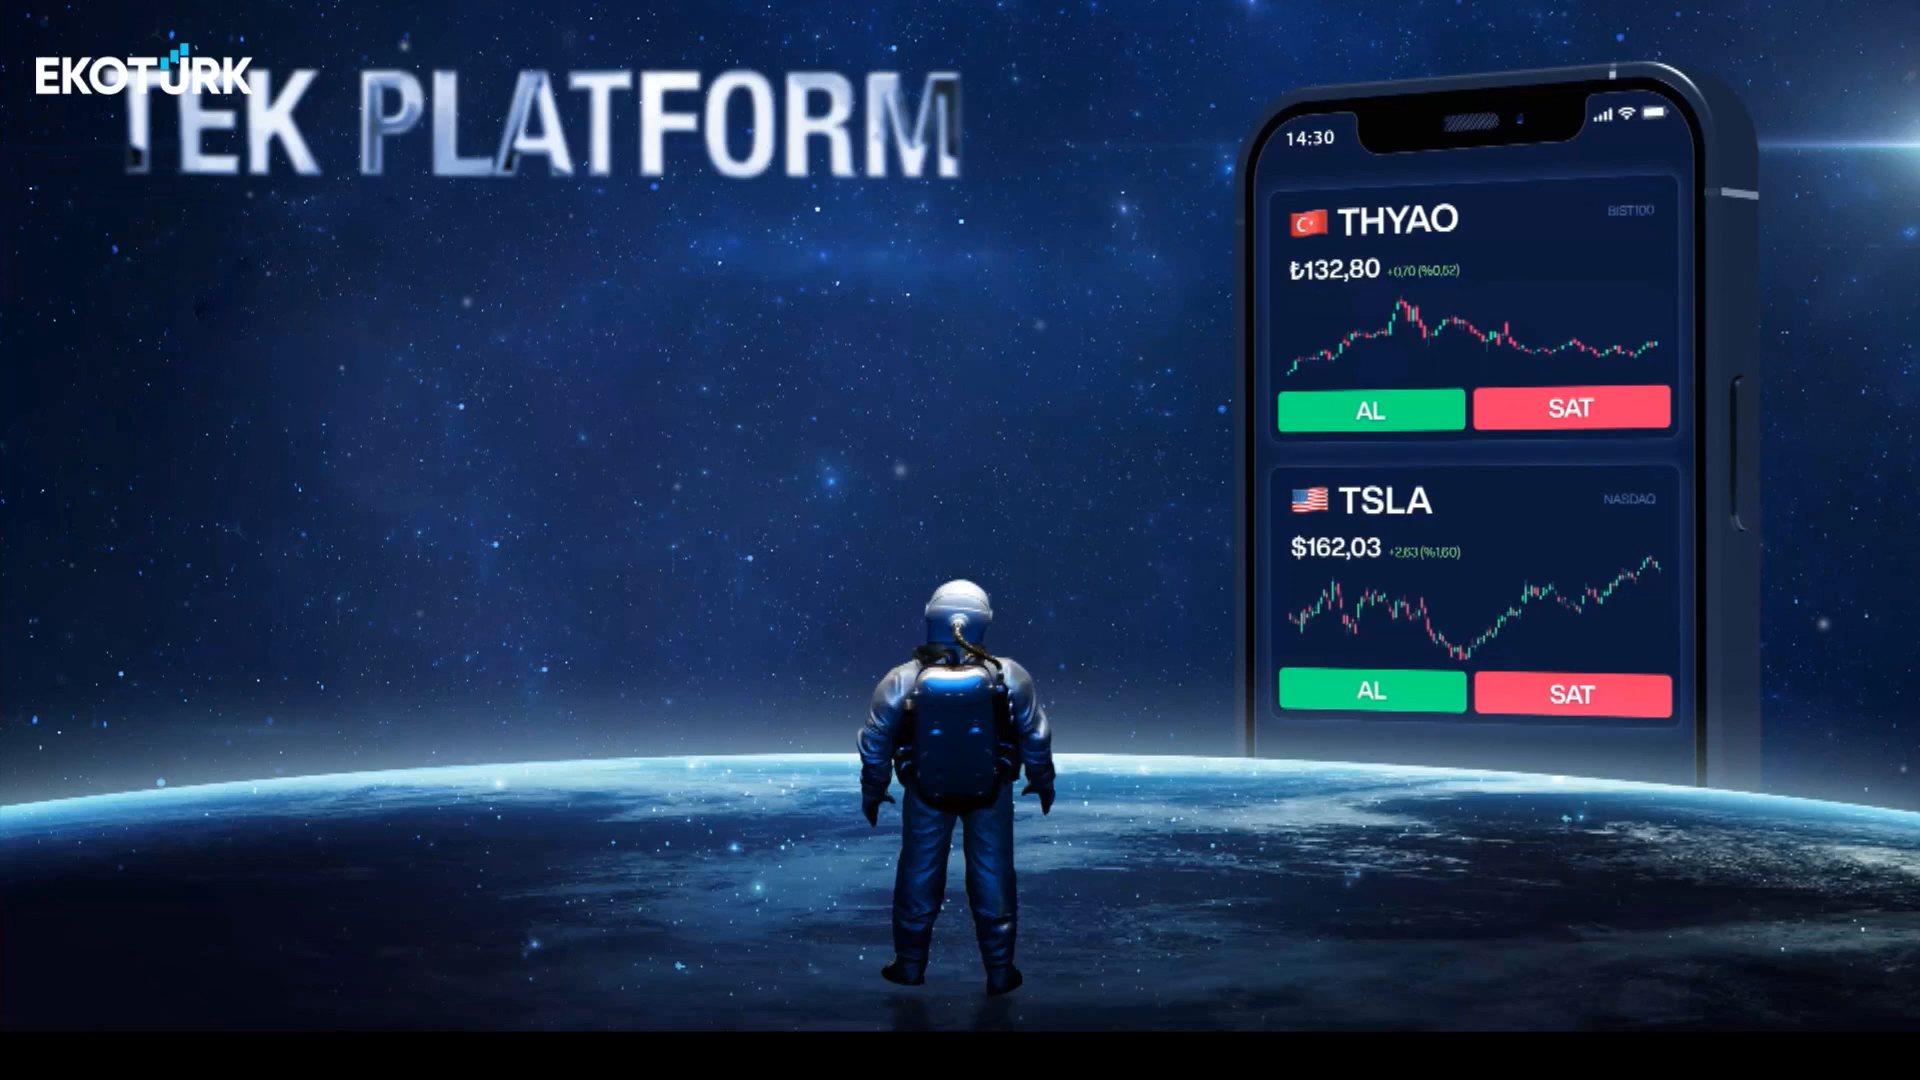 EKOTÜRK
TEK PLATFORM
14:30
THYAO
BIST100
₺132,80 +0,70 (%0,52)
AL
SAT
TSLA
NASDAQ
$162,03 +2,63 (%1,60)
AL
SAT